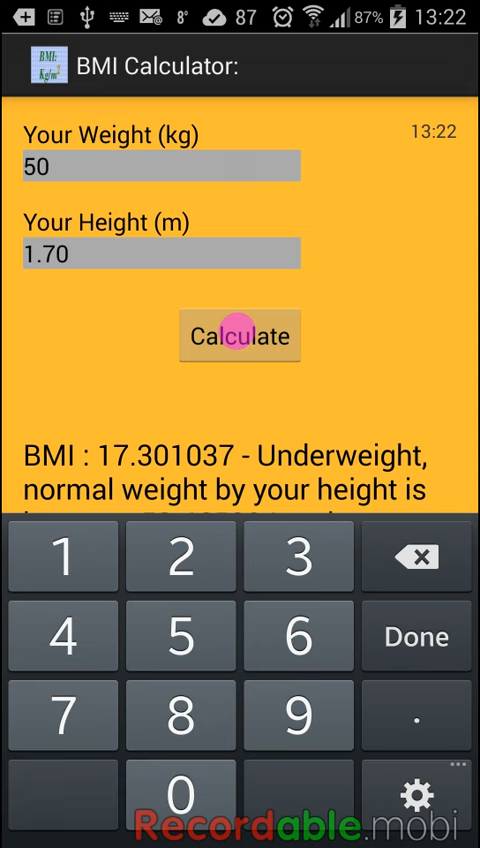 8° 87 87% 13:22
BMI:
Kg/m²
BMI Calculator:
Your Weight (kg) 13:22
50
Your Height (m)
1.70
Calculate
BMI : 17.301037 - Underweight,
normal weight by your height is
1 2 3
4 5 6 Done
7 8 9 .
0
Recordable.mobi